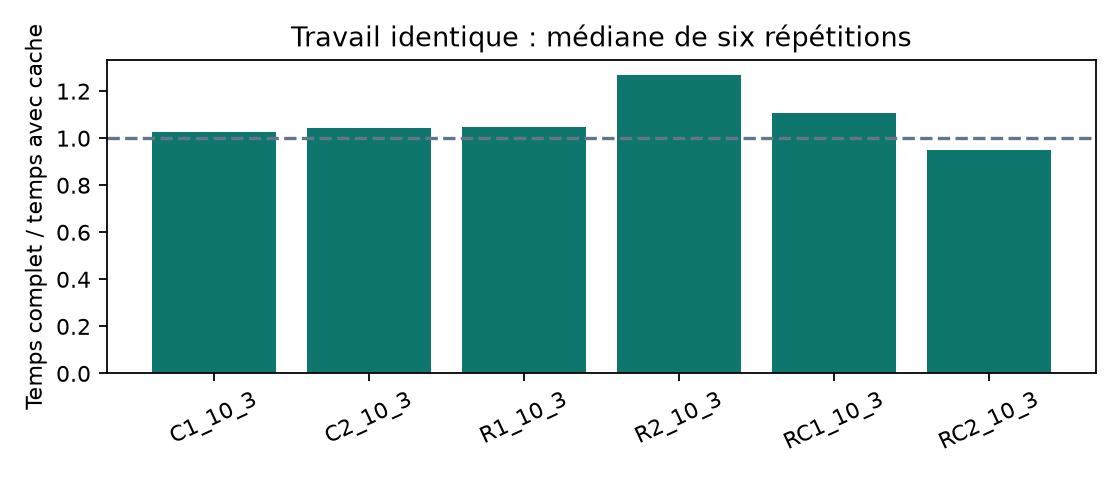 Travail identique : médiane de six répétitions
Temps complet / temps avec cache
1.2
1.0
0.8
0.6
0.4
0.2
0.0
C1_10_3
C2_10_3
R1_10_3
R2_10_3
RC1_10_3
RC2_10_3